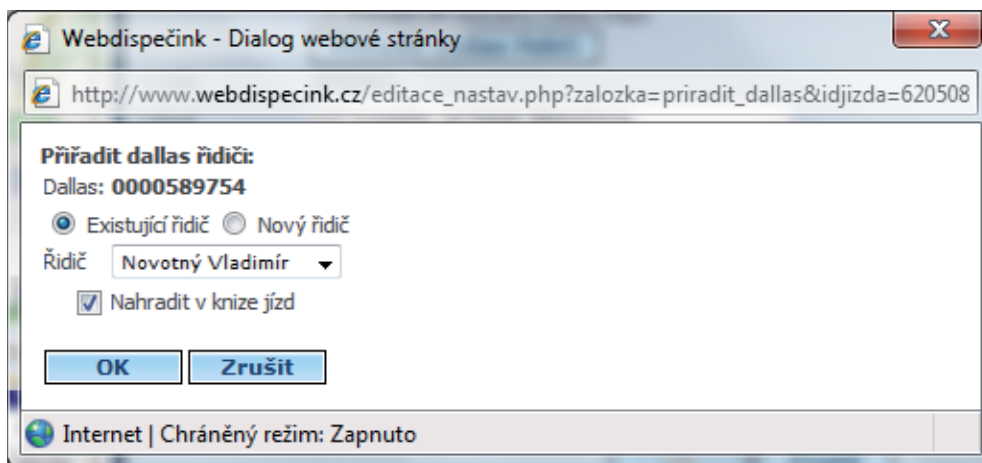 Webdispečink - Dialog webové stránky
http://www.webdispecink.cz/editace_nastav.php?zalozka=priradit_dallas&idjizda=620508
Přiřadit dallas řidiči:
Dallas: 0000589754
Existující řidič Nový řidič
Řidič Novotný Vladimír
Nahradit v knize jízd
OK Zrušit
Internet | Chráněný režim: Zapnuto